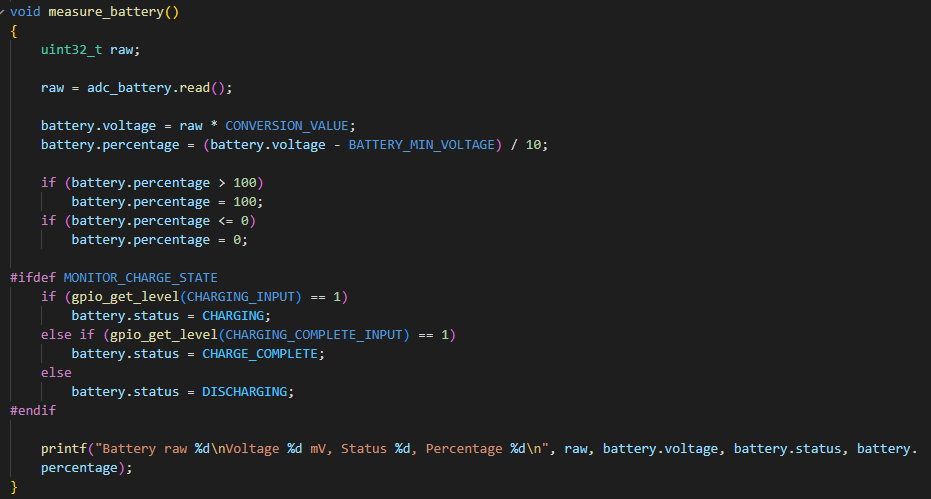 void measure_battery()
{
    uint32_t raw;

    raw = adc_battery.read();

    battery.voltage = raw * CONVERSION_VALUE;
    battery.percentage = (battery.voltage - BATTERY_MIN_VOLTAGE) / 10;

    if (battery.percentage > 100)
        battery.percentage = 100;
    if (battery.percentage <= 0)
        battery.percentage = 0;

#ifdef MONITOR_CHARGE_STATE
    if (gpio_get_level(CHARGING_INPUT) == 1)
        battery.status = CHARGING;
    else if (gpio_get_level(CHARGING_COMPLETE_INPUT) == 1)
        battery.status = CHARGE_COMPLETE;
    else
        battery.status = DISCHARGING;
#endif

    printf("Battery raw %d\nVoltage %d mV, Status %d, Percentage %d\n", raw, battery.voltage, battery.status, battery.
    percentage);
}